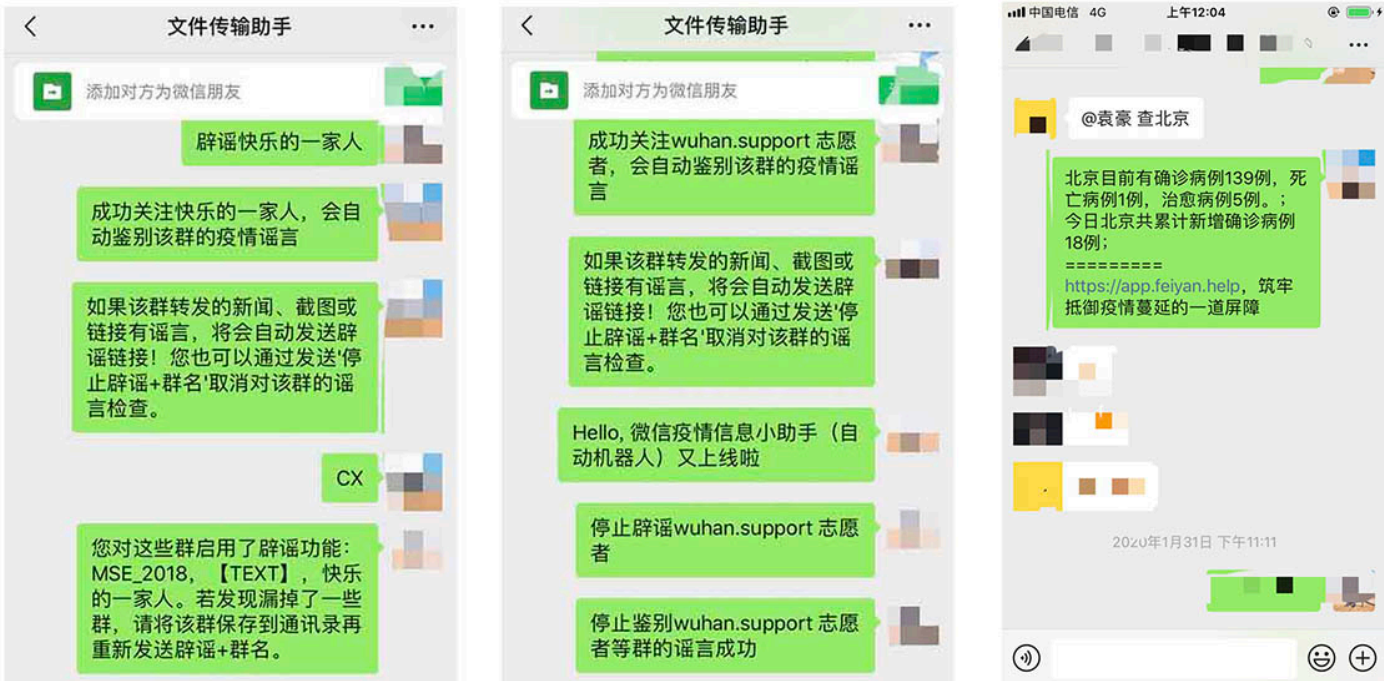 文件传输助手
添加对方为微信朋友
辟谣快乐的一家人
成功关注快乐的一家人，会自
动鉴别该群的疫情谣言
如果该群转发的新闻、截图或
链接有谣言，将会自动发送辟
谣链接！您也可以通过发送'停
止辟谣+群名'取消对该群的谣
言检查。
CX
您对这些群启用了辟谣功能：
MSE_2018，【TEXT】，快乐
的一家人。若发现漏掉了一些
群，请将该群保存到通讯录再
重新发送辟谣+群名。
文件传输助手
添加对方为微信朋友
成功关注wuhan.support 志愿
者，会自动鉴别该群的疫情谣
言
如果该群转发的新闻、截图或
链接有谣言，将会自动发送辟
谣链接！您也可以通过发送'停
止辟谣+群名'取消对该群的谣
言检查。
Hello, 微信疫情信息小助手（自
动机器人）又上线啦
停止辟谣wuhan.support 志愿
者
停止鉴别wuhan.support 志愿
者等群的谣言成功
中国电信 4G 上午12:04
@袁豪 查北京
北京目前有确诊病例139例，死
亡病例1例，治愈病例5例。；
今日北京共累计新增确诊病例
18例；
=========
https://app.feiyan.help，筑牢
抵御疫情蔓延的一道屏障
2020年1月31日 下午11:11